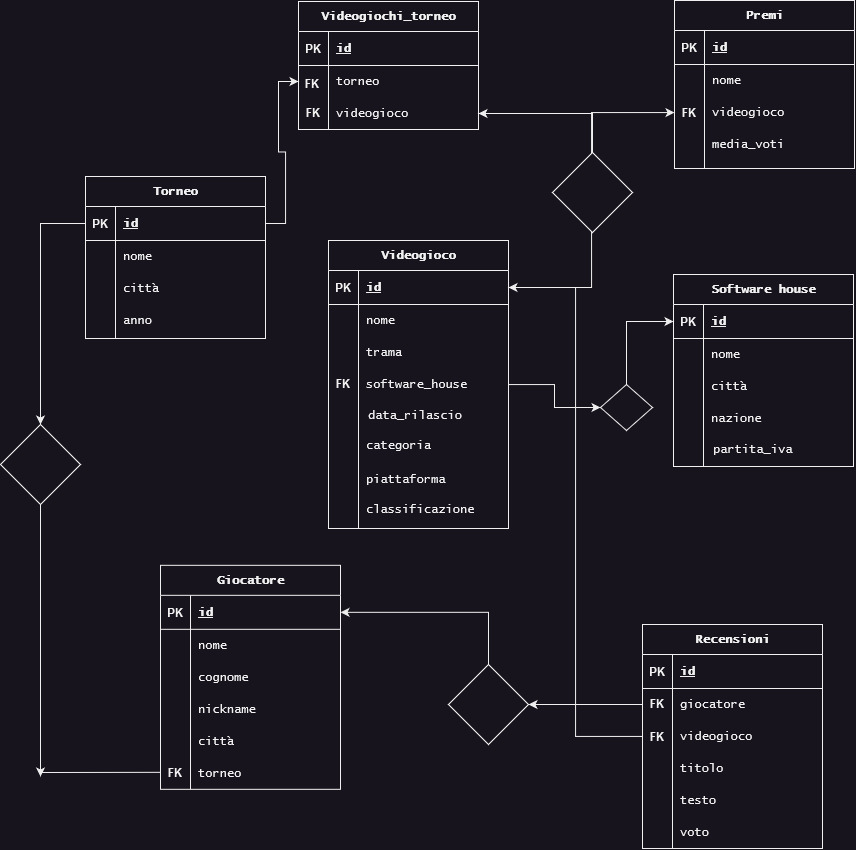 Videogiochi_torneo
PK id
FK torneo
FK videogioco
Premi
PK id
nome
FK videogioco
media_voti
Torneo
PK id
nome
città
anno
Videogioco
PK id
nome
trama
FK software_house
data_rilascio
categoria
piattaforma
classificazione
Software house
PK id
nome
città
nazione
partita_iva
Giocatore
PK id
nome
cognome
nickname
città
FK torneo
Recensioni
PK id
FK giocatore
FK videogioco
titolo
testo
voto